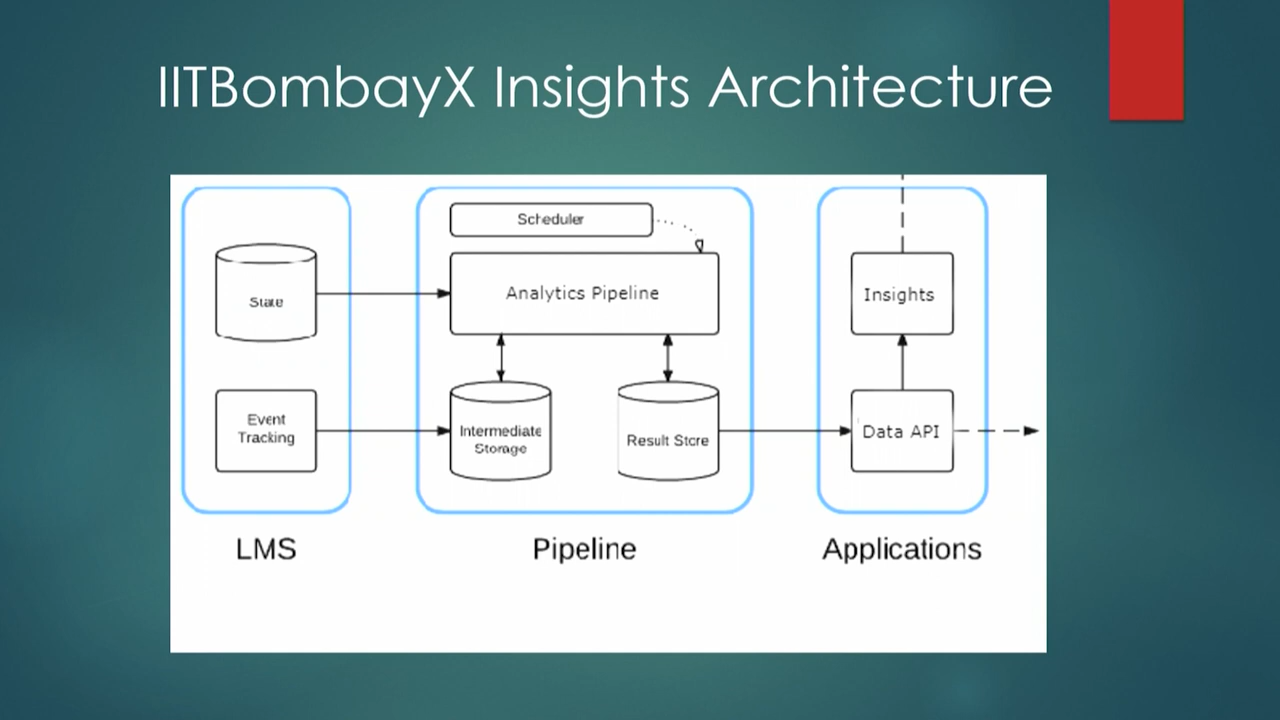 IITBombayX Insights Architecture
Scheduler
State
Analytics Pipeline
Insights
Event
Tracking
Intermediate
Storage
Result Store
Data API
LMS
Pipeline
Applications